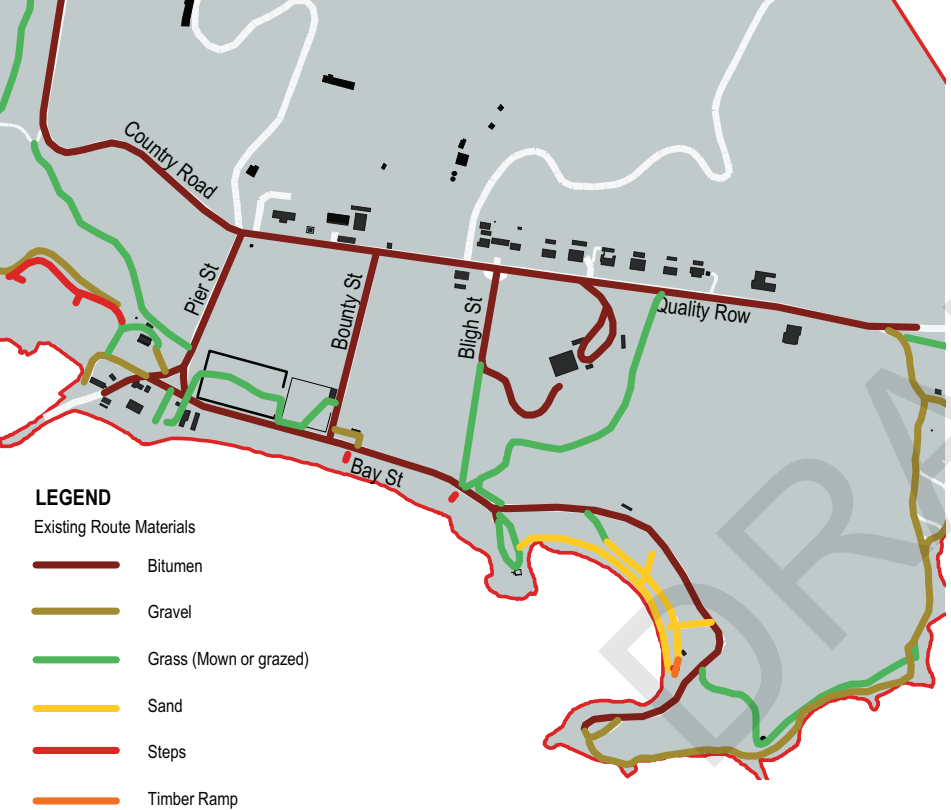 Country Road
Pier St
Bounty St
Bligh St
Quality Row
Bay St
DRA
LEGEND
Existing Route Materials
Bitumen
Gravel
Grass (Mown or grazed)
Sand
Steps
Timber Ramp